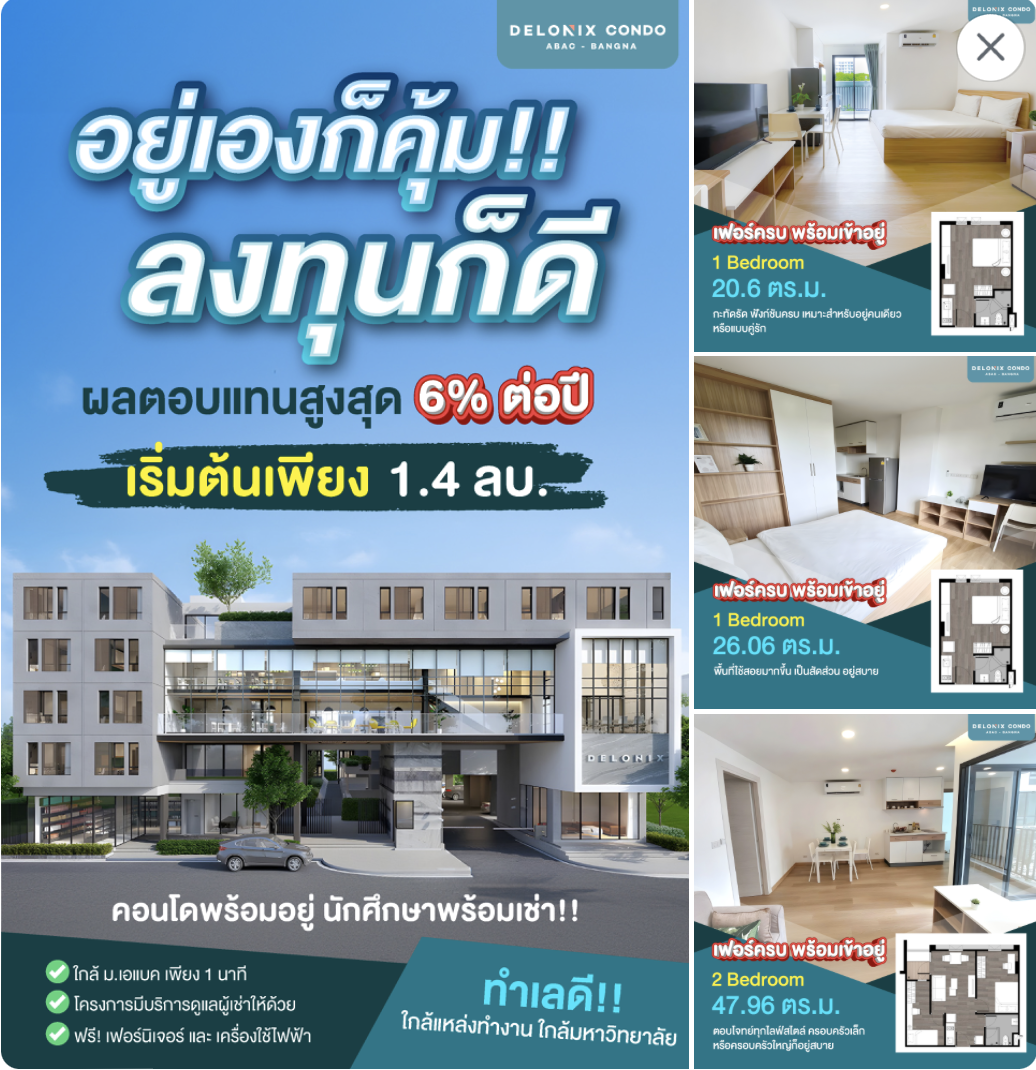 DELONIX CONDO
ABAC - BANGNA
อยู่เองก็คุ้ม!!
ลงทุนก็ดี
ผลตอบแทนสูงสุด 6% ต่อปี
เริ่มต้นเพียง 1.4 ลบ.
DELONIX
คอนโดพร้อมอยู่ นักศึกษาพร้อมเช่า!!
ใกล้ ม.เอแบค เพียง 1 นาที
โครงการมีบริการดูแลผู้เช่าให้ด้วย
ฟรี! เฟอร์นิเจอร์ และ เครื่องใช้ไฟฟ้า
ทำเลดี!!
ใกล้แหล่งทำงาน ใกล้มหาวิทยาลัย
DELONIX CONDO
เฟอร์ครบ พร้อมเข้าอยู่
1 Bedroom
20.6 ตร.ม.
กะทัดรัด ฟังก์ชันครบ เหมาะสำหรับอยู่คนเดียว
หรือแบบคู่รัก
DELONIX CONDO
ABAC - BANGNA
เฟอร์ครบ พร้อมเข้าอยู่
1 Bedroom
26.06 ตร.ม.
พื้นที่ใช้สอยมากขึ้น เป็นสัดส่วน อยู่สบาย
DELONIX CONDO
ABAC - BANGNA
เฟอร์ครบ พร้อมเข้าอยู่
2 Bedroom
47.96 ตร.ม.
ตอบโจทย์ทุกไลฟ์สไตล์ ครอบครัวเล็ก
หรือครอบครัวใหญ่ก็อยู่สบาย